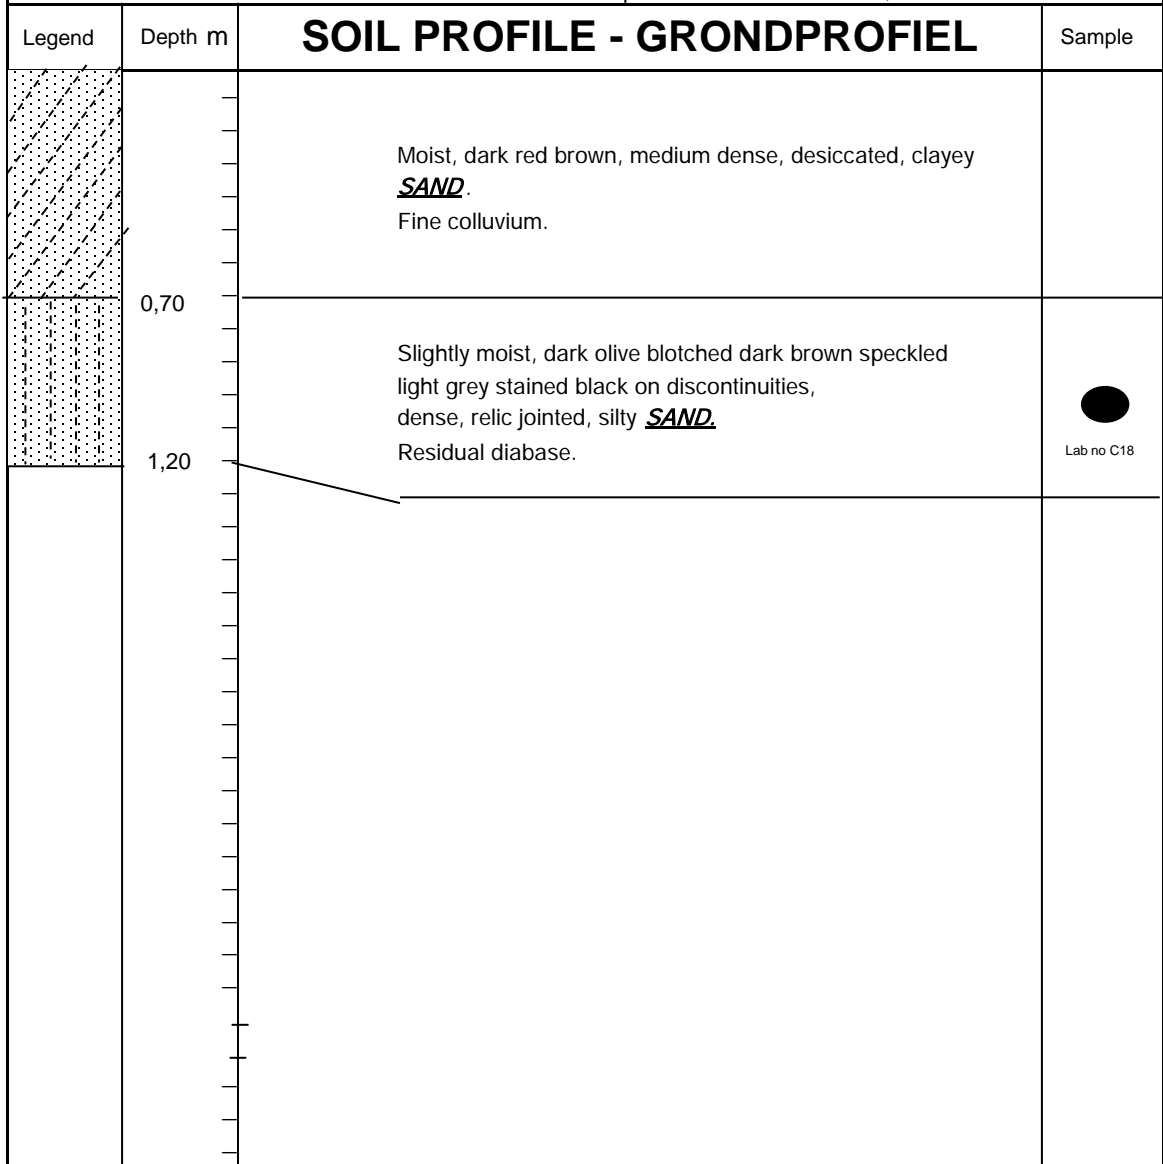 Legend
Depth m
SOIL PROFILE - GRONDPROFIEL
Sample
Moist, dark red brown, medium dense, desiccated, clayey
SAND.
Fine colluvium.
0,70
Slightly moist, dark olive blotched dark brown speckled
light grey stained black on discontinuities,
dense, relic jointed, silty SAND.
Residual diabase.
Lab no C18
1,20